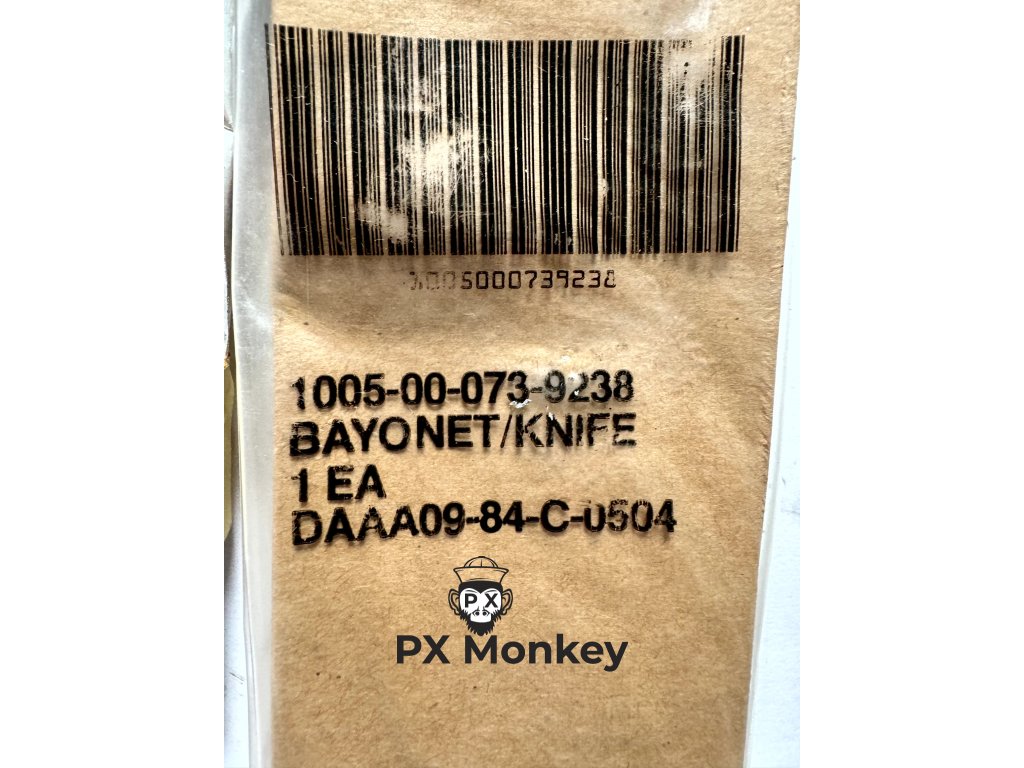 1005000739238
1005-00-073-9238
BAYONET/KNIFE
1 EA
DAAA09-84-C-0504
PX
PX Monkey